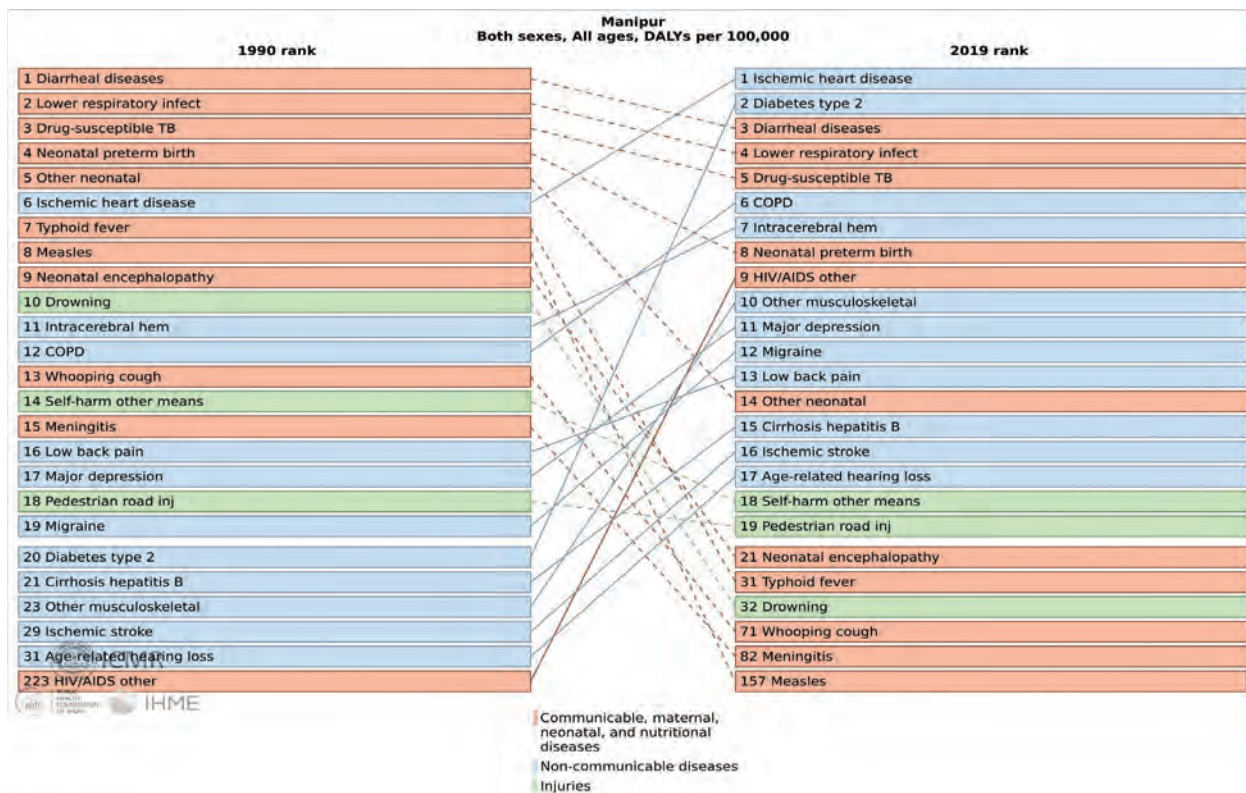 Manipur
Both sexes, All ages, DALYs per 100,000
1990 rank
2019 rank
1 Diarrheal diseases
2 Lower respiratory infect
3 Drug-susceptible TB
4 Neonatal preterm birth
5 Other neonatal
6 Ischemic heart disease
7 Typhoid fever
8 Measles
9 Neonatal encephalopathy
10 Drowning
11 Intracerebral hem
12 COPD
13 Whooping cough
14 Self-harm other means
15 Meningitis
16 Low back pain
17 Major depression
18 Pedestrian road inj
19 Migraine
20 Diabetes type 2
21 Cirrhosis hepatitis B
23 Other musculoskeletal
29 Ischemic stroke
31 Age-related hearing loss
223 HIV/AIDS other
1 Ischemic heart disease
2 Diabetes type 2
3 Diarrheal diseases
4 Lower respiratory infect
5 Drug-susceptible TB
6 COPD
7 Intracerebral hem
8 Neonatal preterm birth
9 HIV/AIDS other
10 Other musculoskeletal
11 Major depression
12 Migraine
13 Low back pain
14 Other neonatal
15 Cirrhosis hepatitis B
16 Ischemic stroke
17 Age-related hearing loss
18 Self-harm other means
19 Pedestrian road inj
21 Neonatal encephalopathy
31 Typhoid fever
32 Drowning
71 Whooping cough
82 Meningitis
157 Measles
ICMR
IHME
Communicable, maternal,
neonatal, and nutritional
diseases
Non-communicable diseases
Injuries